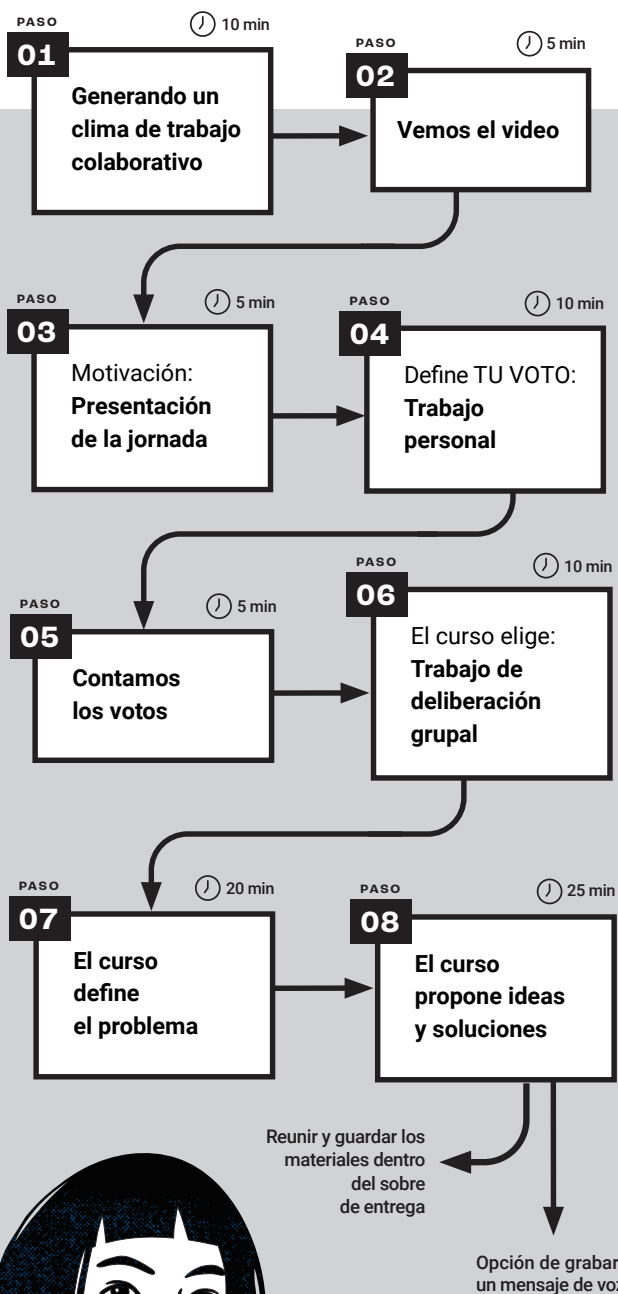 PASO
01
10 min
Generando un
clima de trabajo
colaborativo
PASO
02
5 min
Vemos el video
PASO
03
5 min
Motivación:
Presentación
de la jornada
PASO
04
10 min
Define TU VOTO:
Trabajo
personal
PASO
05
5 min
Contamos
los votos
PASO
06
10 min
El curso elige:
Trabajo de
deliberación
grupal
PASO
07
20 min
El curso
define
el problema
PASO
08
25 min
El curso
propone ideas
y soluciones
Reunir y guardar los
materiales dentro
del sobre
de entrega
Opción de grabar
un mensaje de voz